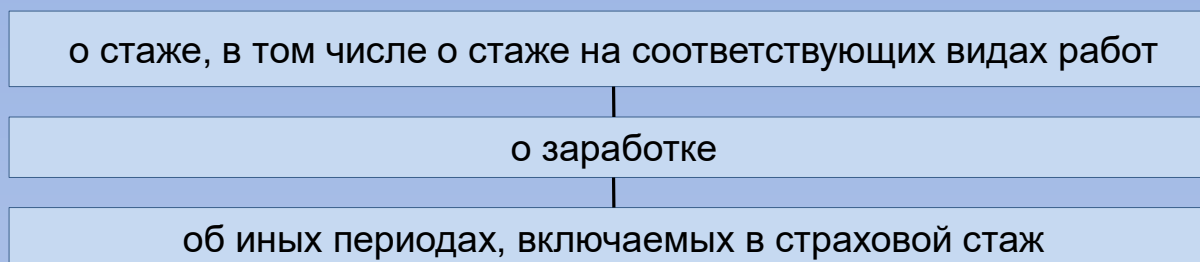 о стаже, в том числе о стаже на соответствующих видах работ
о заработке
об иных периодах, включаемых в страховой стаж